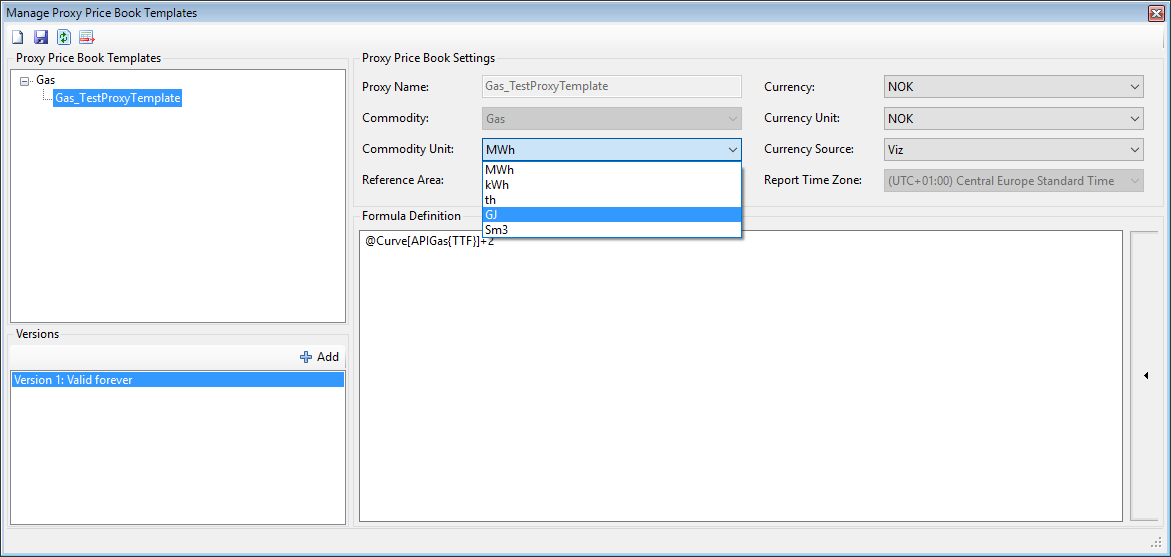 Manage Proxy Price Book Templates
Proxy Price Book Templates
Gas
Gas_TestProxyTemplate
Versions
Add
Version 1: Valid forever
Proxy Price Book Settings
Proxy Name: Gas_TestProxyTemplate
Currency: NOK
Commodity: Gas
Currency Unit: NOK
Commodity Unit: MWh
Currency Source: Viz
MWh
kWh
th
GJ
Sm3
Reference Area:
Report Time Zone: (UTC+01:00) Central Europe Standard Time
Formula Definition
@Curve[APIGas{TTF}]+2